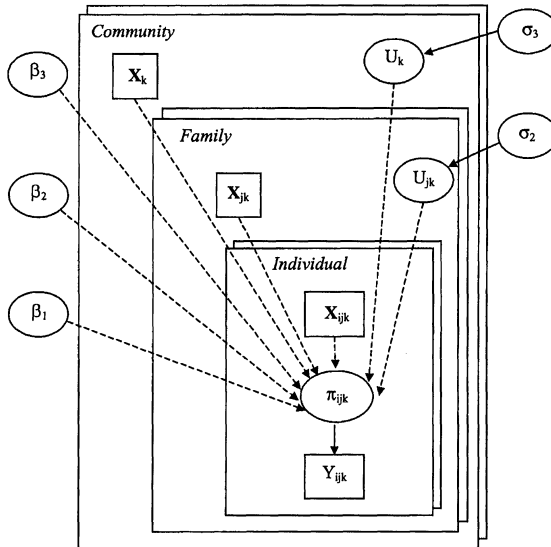 Community
σ3
Uk
β3
Xk
Family
σ2
Ujk
β2
Xjk
Individual
β1
Xijk
πijk
Yijk